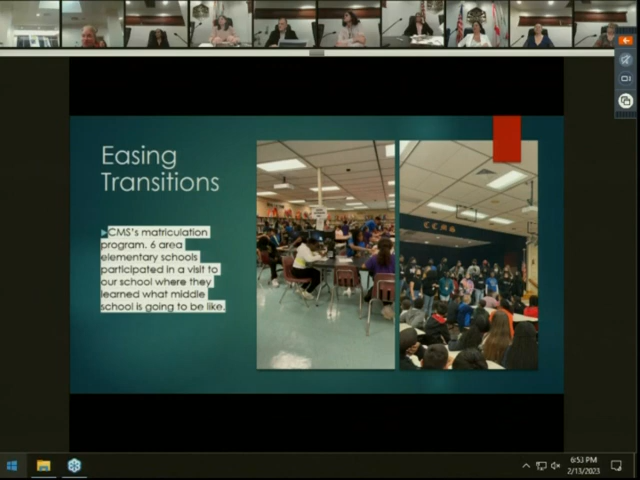 Easing
Transitions
CMS's matriculation
program. 6 area
elementary schools
participated in a visit to
our school where they
learned what middle
school is going to be like.
6:53 PM
2/13/2023